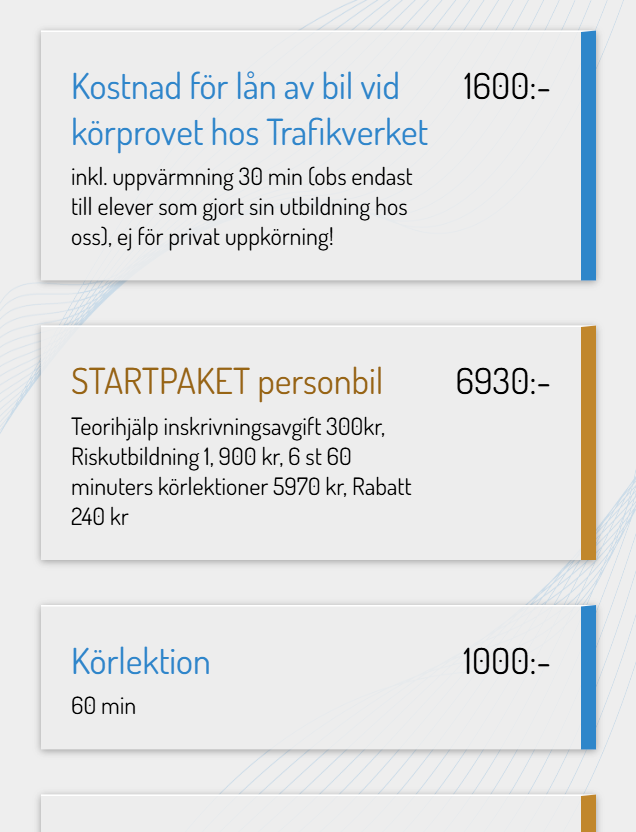 Kostnad för lån av bil vid 1600:-
körprovet hos Trafikverket
inkl. uppvärmning 30 min (obs endast
till elever som gjort sin utbildning hos
oss), ej för privat uppkörning!
STARTPAKET personbil 6930:-
Teorihjälp inskrivningsavgift 300kr,
Riskutbildning 1, 900 kr, 6 st 60
minuters körlektioner 5970 kr, Rabatt
240 kr
Körlektion 1000:-
60 min